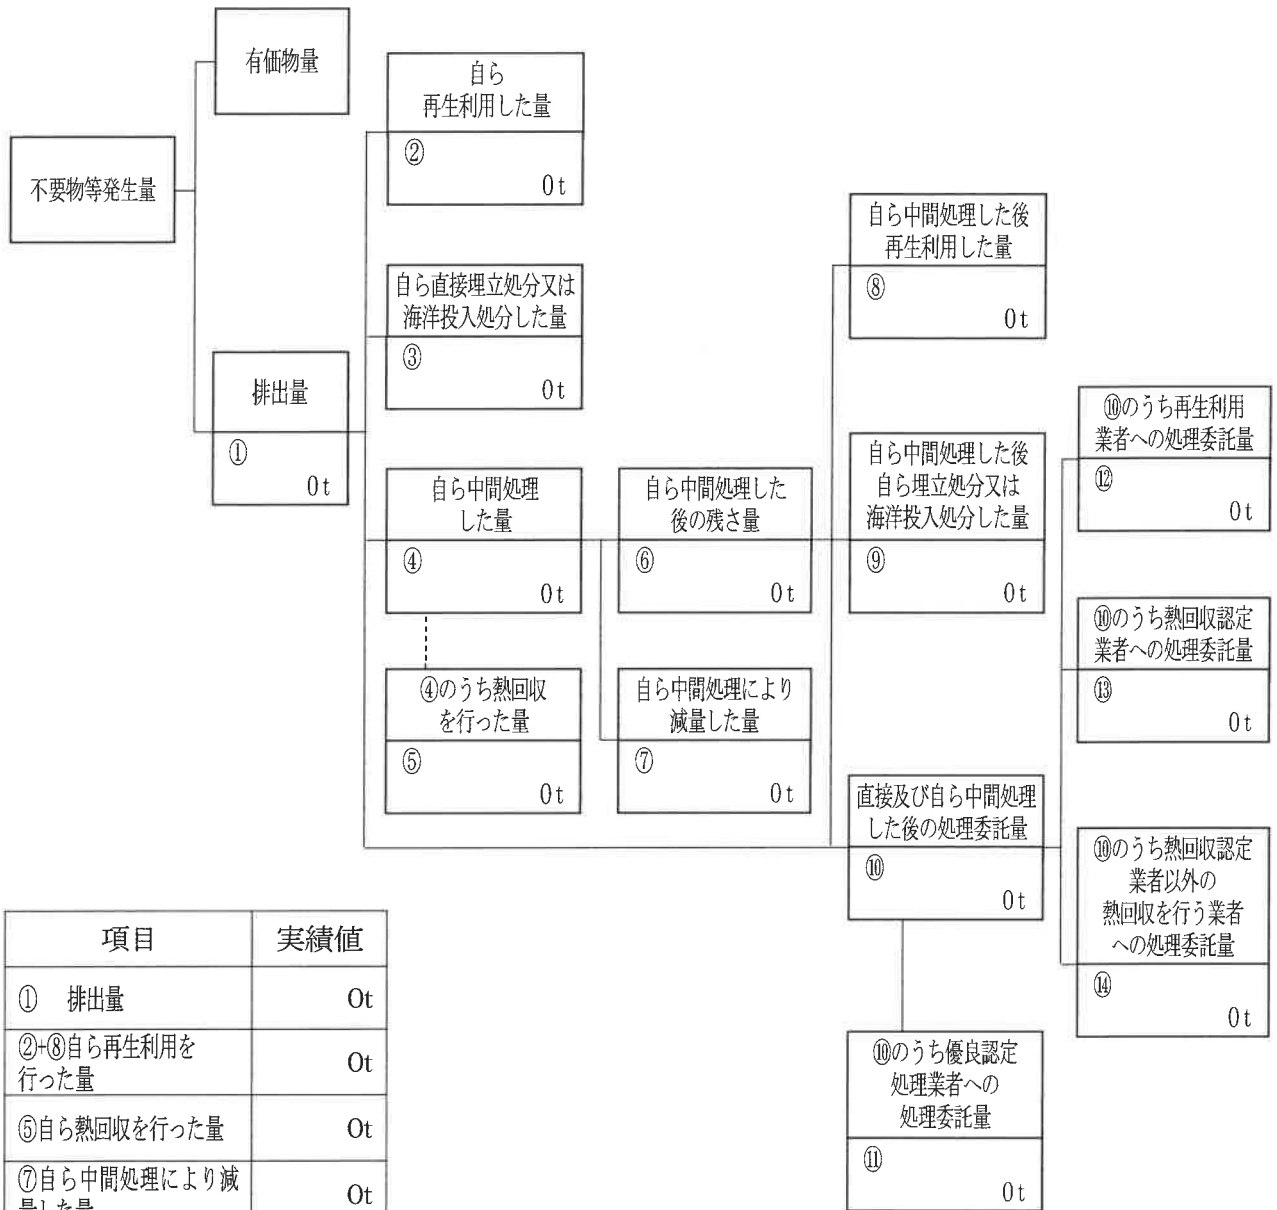 有価物量
不要物等発生量
排出量
①
0t
自ら
再生利用した量
②
0t
自ら直接埋立処分又は
海洋投入処分した量
③
0t
自ら中間処理
した量
④
0t
④のうち熱回収
を行った量
⑤
0t
自ら中間処理した
後の残さ量
⑥
0t
自ら中間処理により
減量した量
⑦
0t
自ら中間処理した後
再生利用した量
⑧
0t
自ら中間処理した後
自ら埋立処分又は
海洋投入処分した量
⑨
0t
直接及び自ら中間処理
した後の処理委託量
⑩
0t
⑩のうち優良認定
処理業者への
処理委託量
⑪
0t
⑩のうち再生利用
業者への処理委託量
⑫
0t
⑩のうち熱回収認定
業者への処理委託量
⑬
0t
⑩のうち熱回収認定
業者以外の
熱回収を行う業者
への処理委託量
⑭
0t
項目 実績値
① 排出量 0t
②+⑧自ら再生利用を
行った量 0t
⑤自ら熱回収を行った量 0t
⑦自ら中間処理により減
量した量 0t